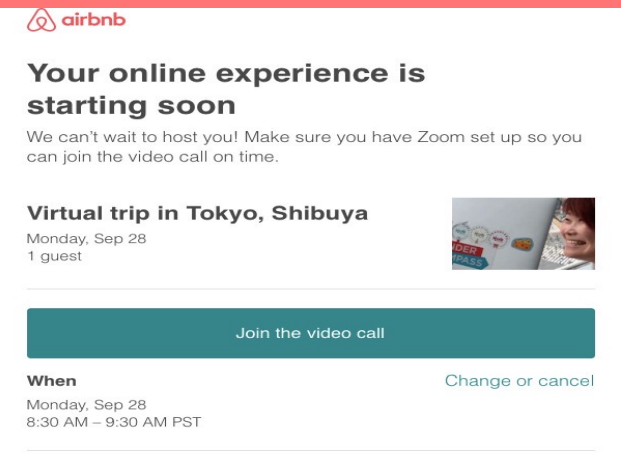 airbnb
Your online experience is
starting soon
We can't wait to host you! Make sure you have Zoom set up so you
can join the video call on time.
Virtual trip in Tokyo, Shibuya
Monday, Sep 28
1 guest
Join the video call
When
Change or cancel
Monday, Sep 28
8:30 AM – 9:30 AM PST